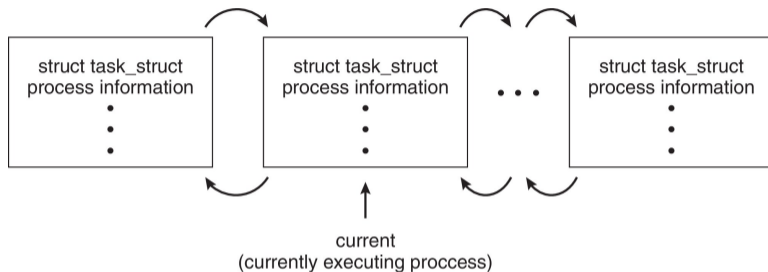 struct task_struct
process information
struct task_struct
process information
struct task_struct
process information
current
(currently executing proccess)